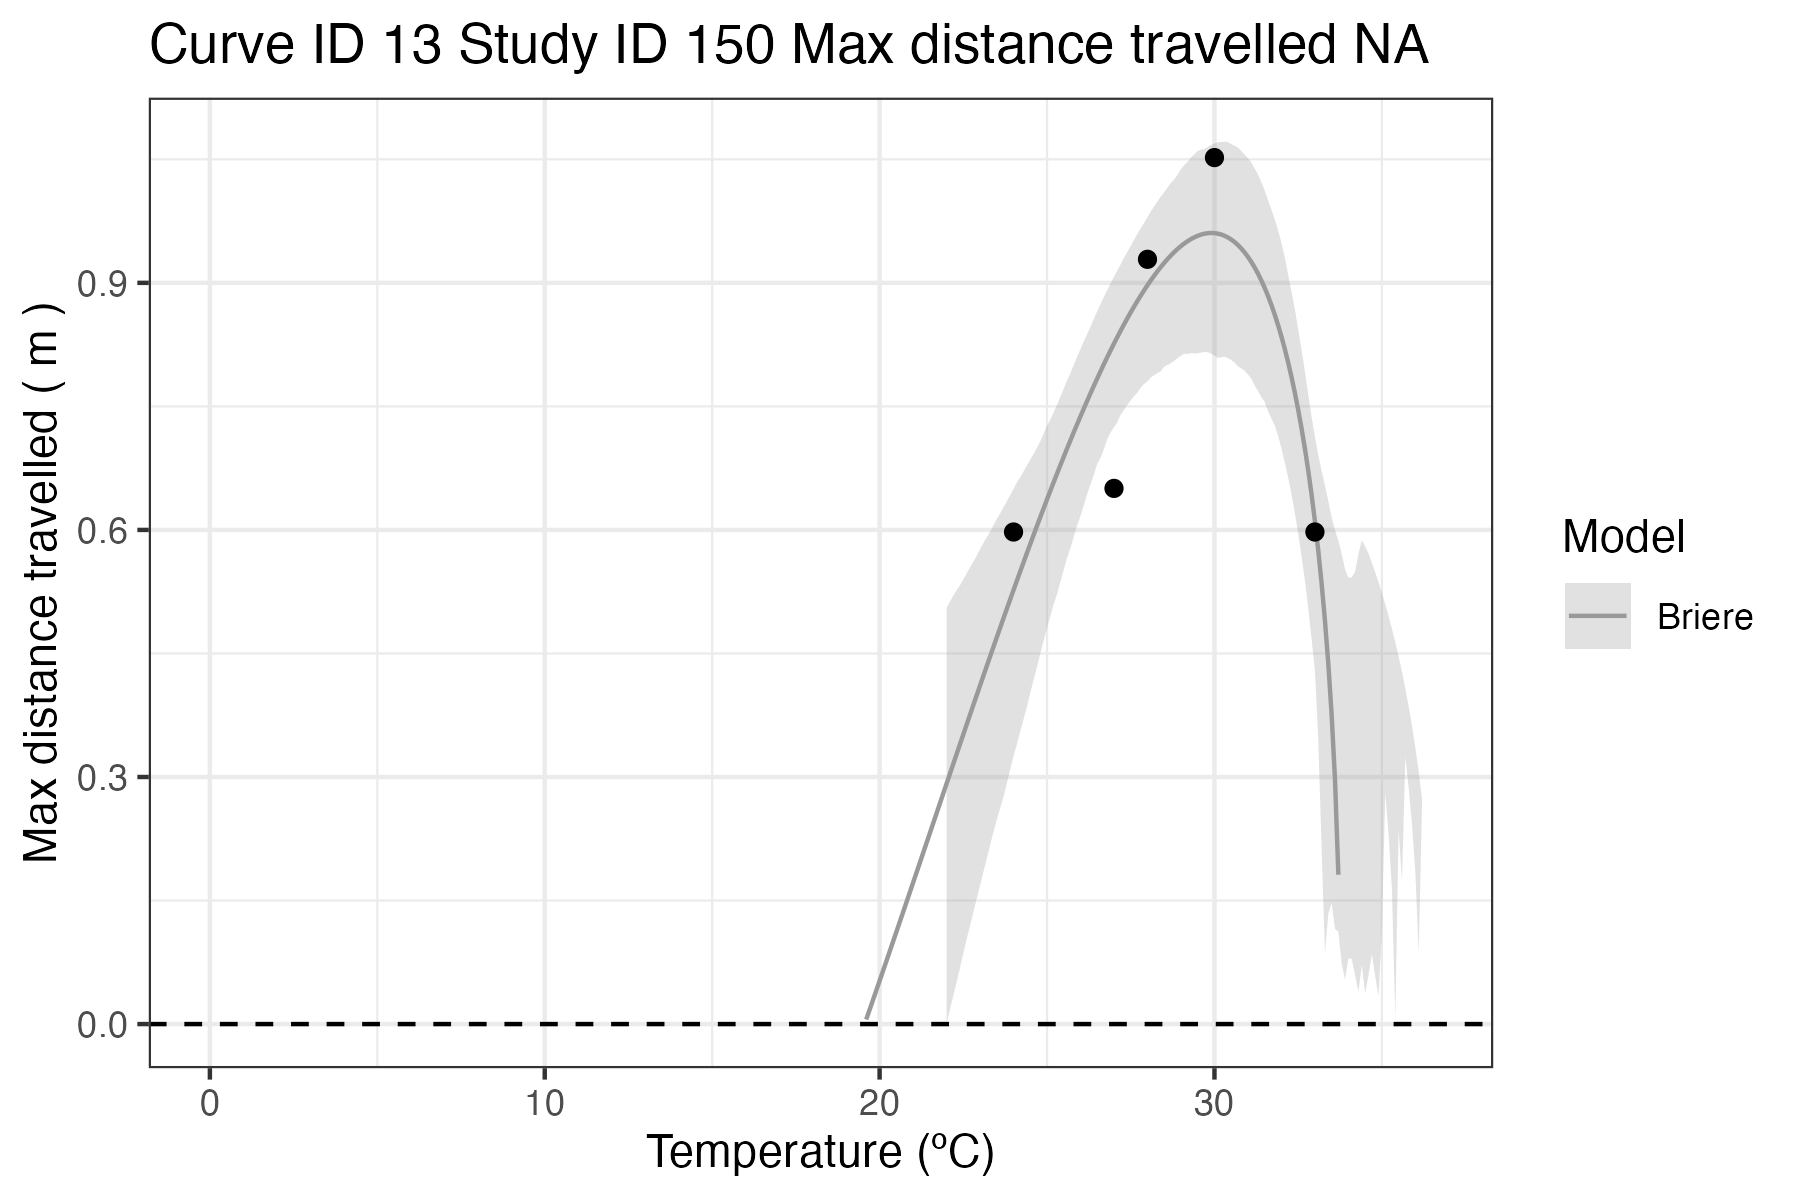 Curve ID 13 Study ID 150 Max distance travelled NA
Max distance travelled ( m )
0.9
0.6
0.3
0.0
0 10 20 30
Temperature (ºC)
Model
Briere